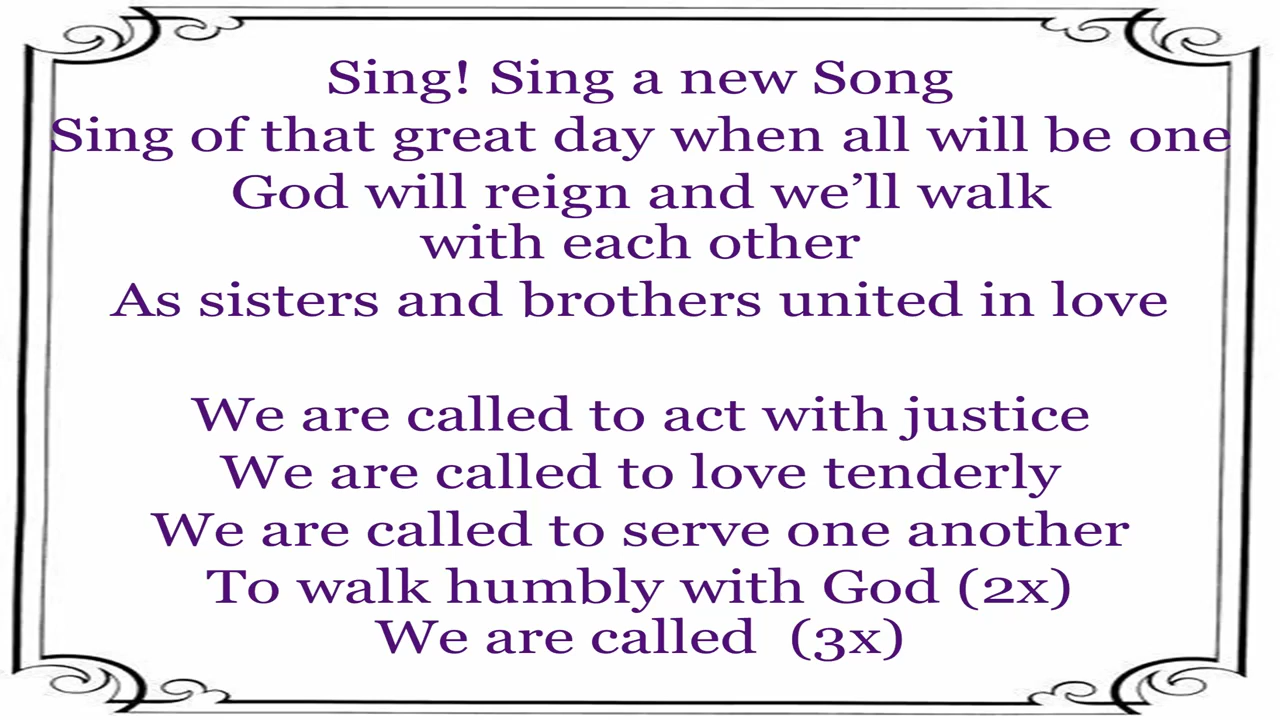 Sing! Sing a new Song
Sing of that great day when all will be one
God will reign and we’ll walk
with each other
As sisters and brothers united in love
We are called to act with justice
We are called to love tenderly
We are called to serve one another
To walk humbly with God (2x)
We are called  (3x)